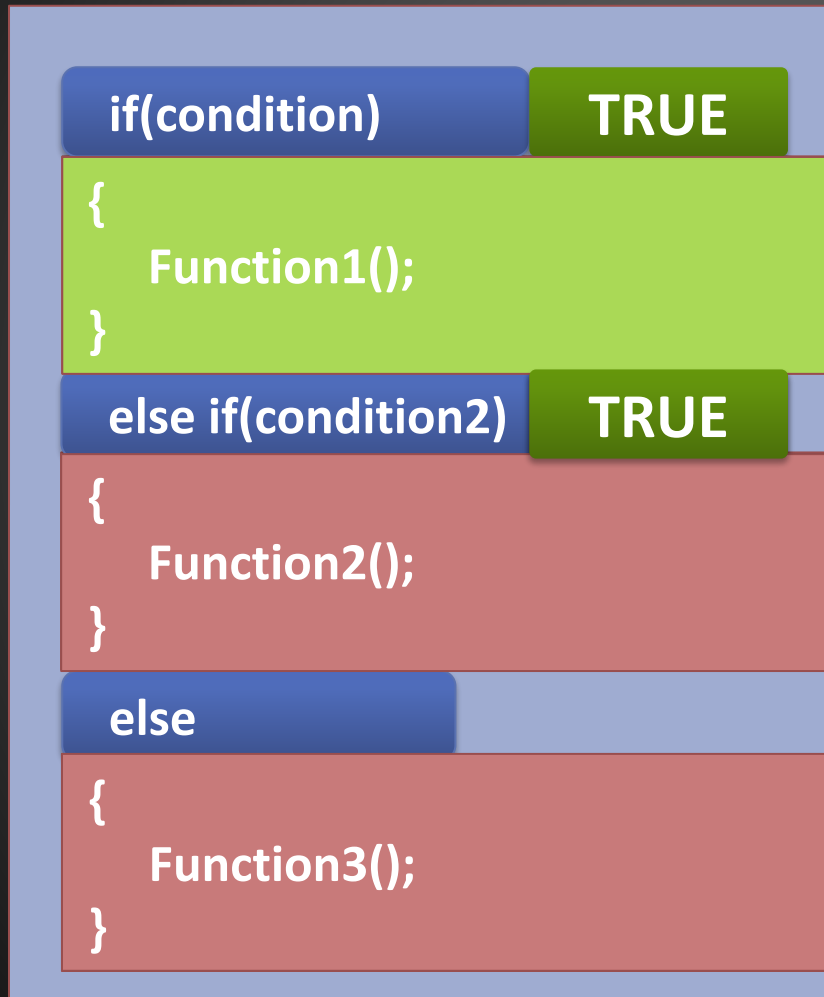 if(condition) TRUE
{
Function1();
}
else if(condition2) TRUE
{
Function2();
}
else
{
Function3();
}